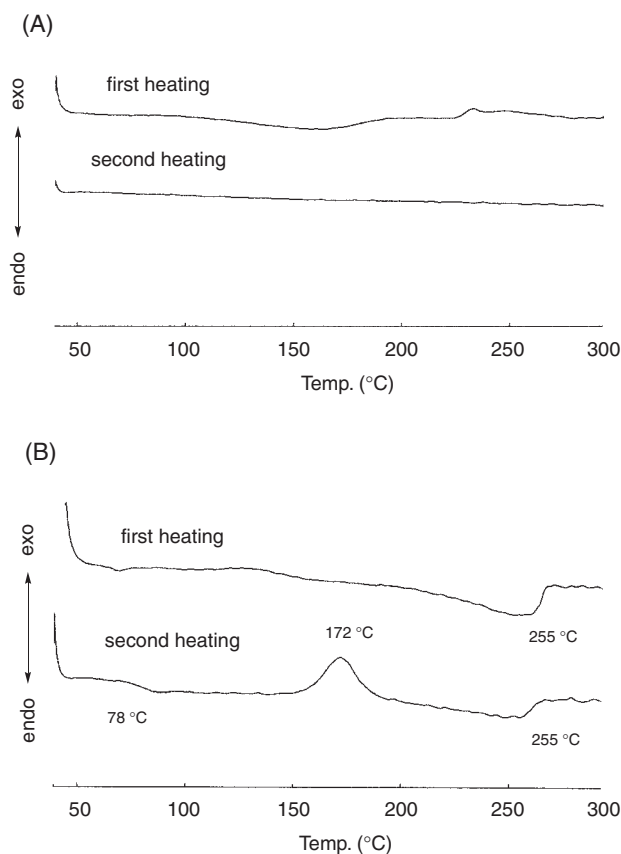 (A)
exo
endo
first heating
second heating
50 100 150 200 250 300
Temp. (°C)
(B)
exo
endo
first heating
second heating
172 °C
255 °C
78 °C
255 °C
50 100 150 200 250 300
Temp. (°C)